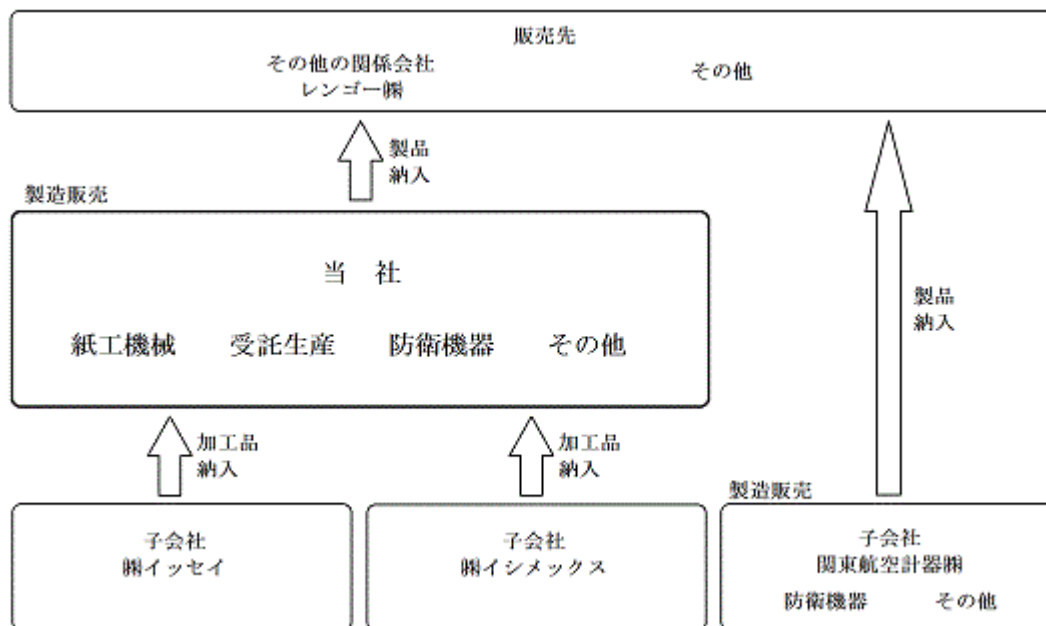 販売先
その他の関係会社
レンゴー㈱
その他
製品
納入
製造販売
当 社
紙工機械 受託生産 防衛機器 その他
製品
納入
加工品
納入
加工品
納入
製造販売
子会社
㈱イッセイ
子会社
㈱イシメックス
子会社
関東航空計器㈱
防衛機器 その他